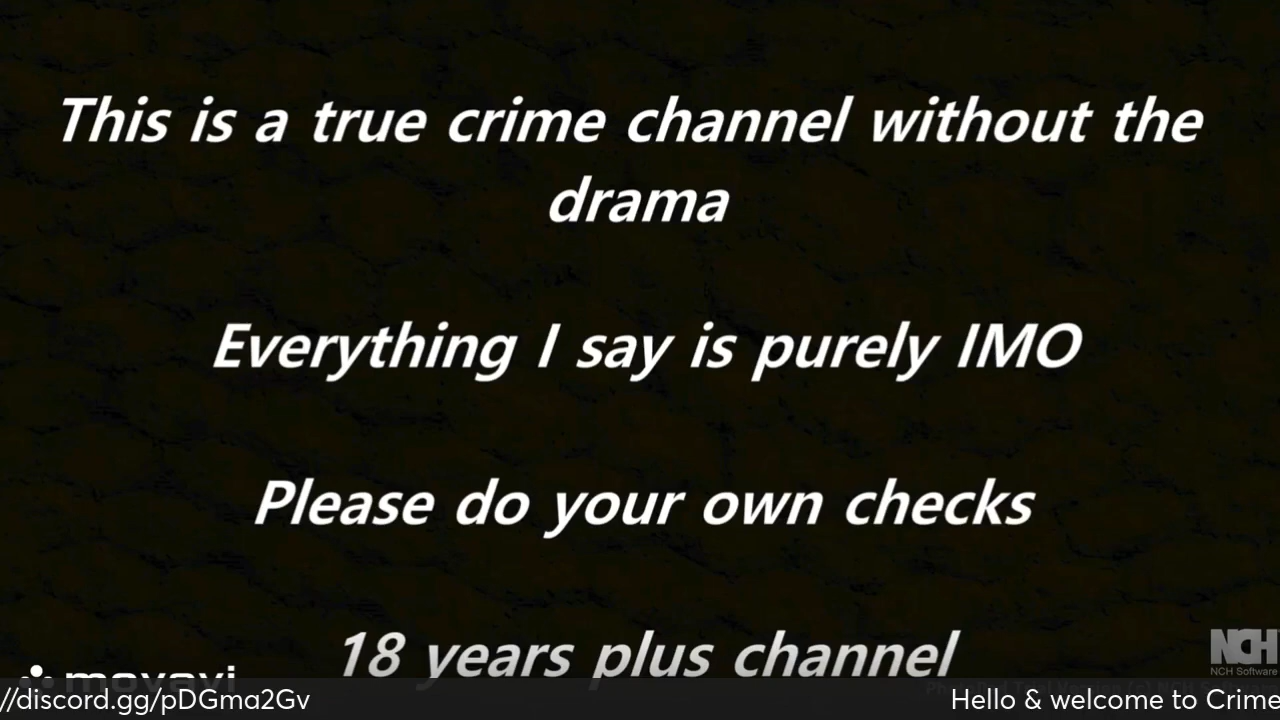 This is a true crime channel without the
drama
Everything I say is purely IMO
Please do your own checks
18 years plus channel
movavi
NCH
NCH Software
//discord.gg/pDGma2Gv
Hello & welcome to Crime